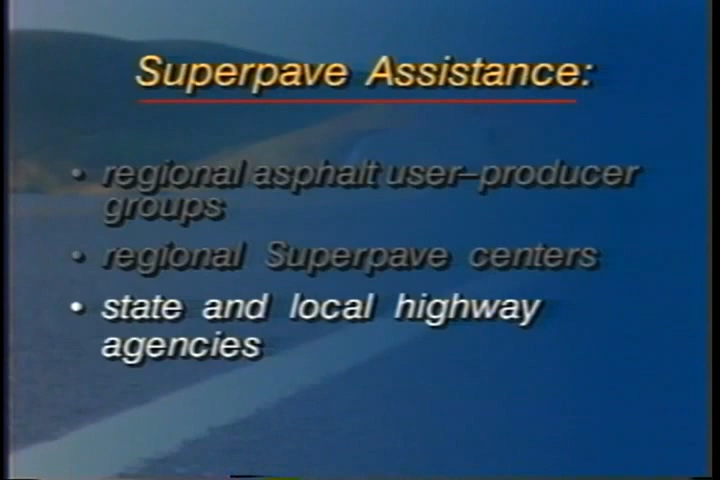 Superpave Assistance:
• regional asphalt user–producer
groups
• regional Superpave centers
• state and local highway
agencies